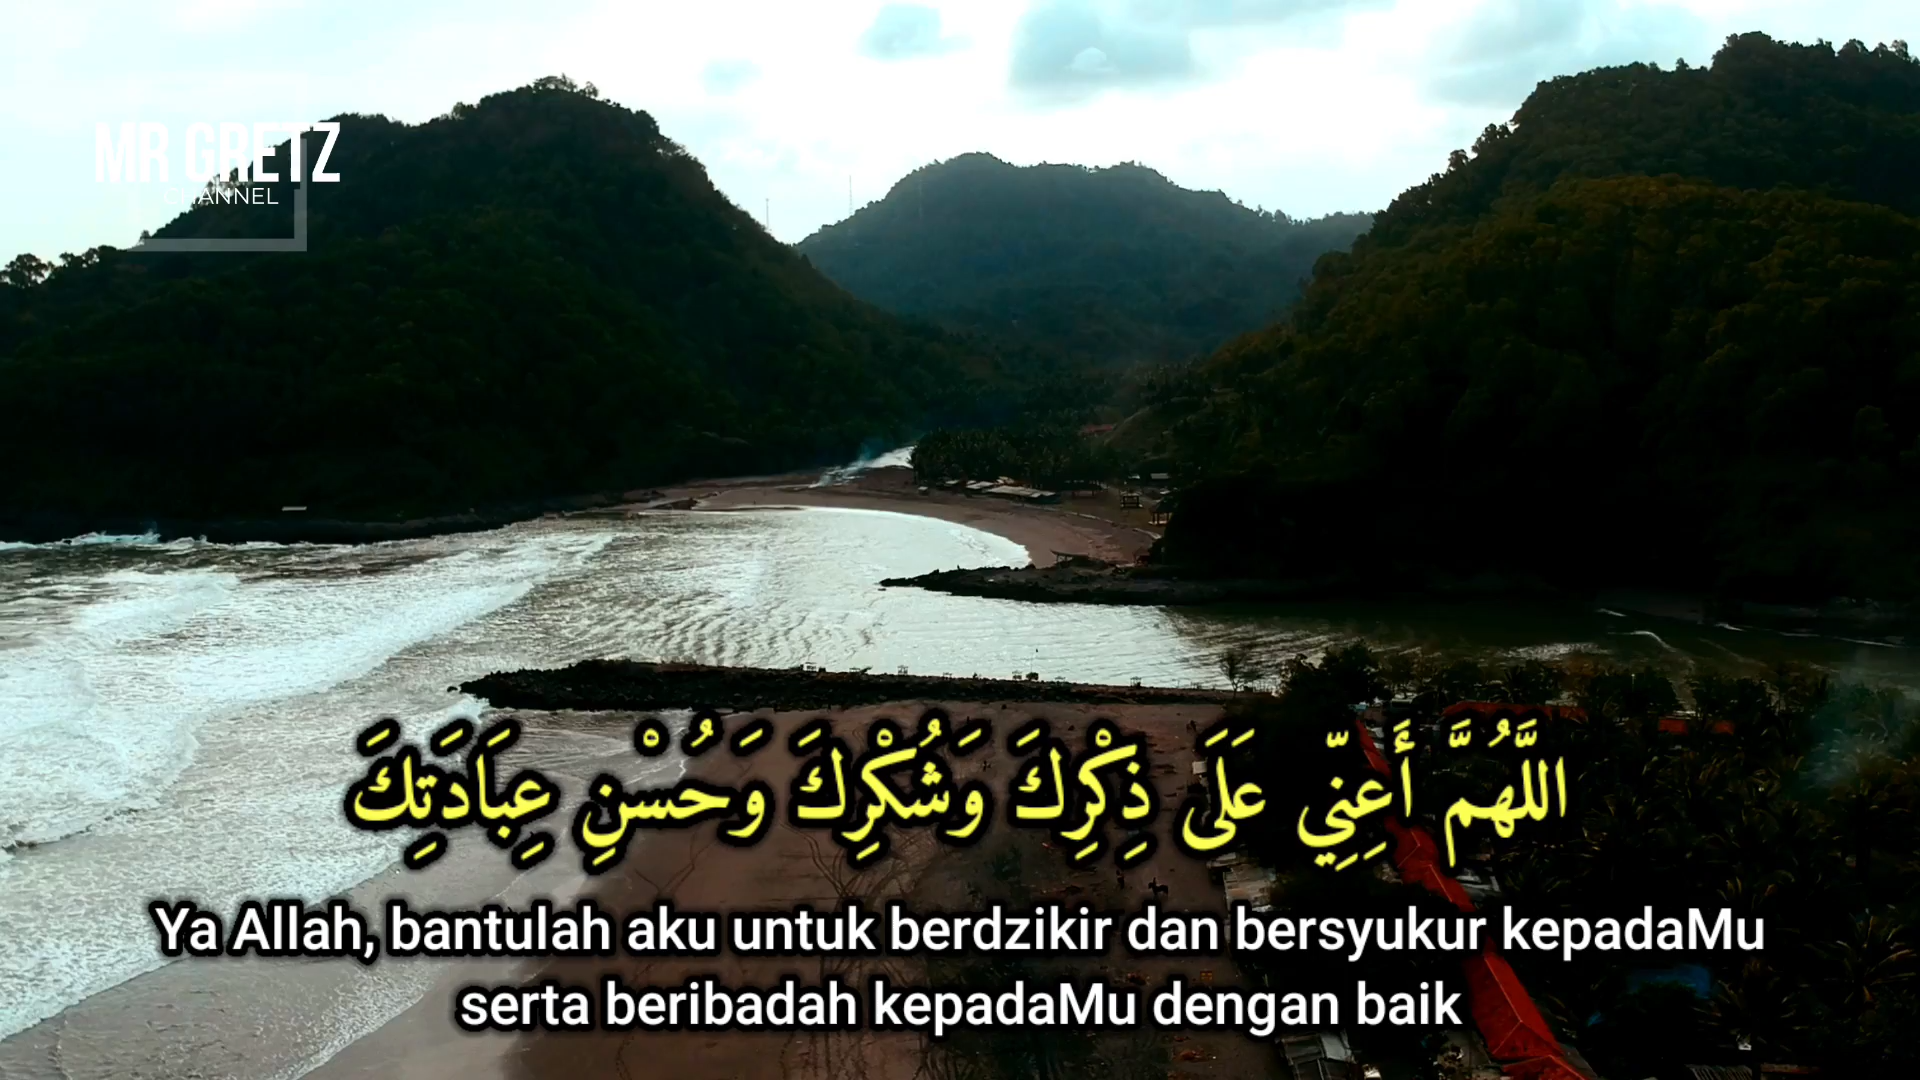 MR GRETZ
CHANNEL
اللَّهُمَّ أَعِنِّي عَلَى ذِكْرِكَ وَشُكْرِكَ وَحُسْنِ عِبَادَتِكَ
Ya Allah, bantulah aku untuk berdzikir dan bersyukur kepadaMu
serta beribadah kepadaMu dengan baik